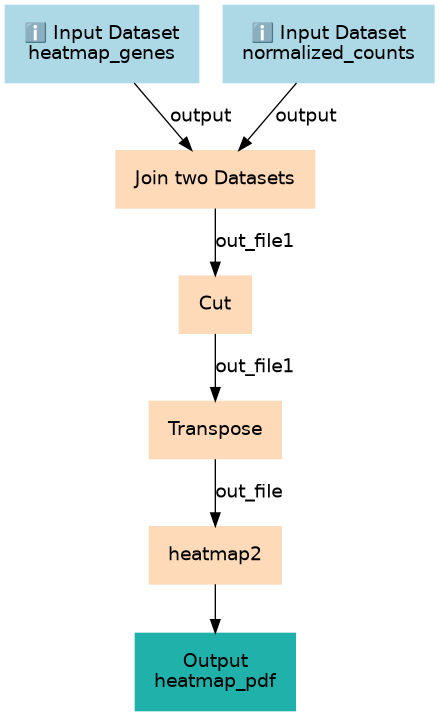 ℹ️ Input Dataset
heatmap_genes
ℹ️ Input Dataset
normalized_counts
output
output
Join two Datasets
out_file1
Cut
out_file1
Transpose
out_file
heatmap2
Output
heatmap_pdf